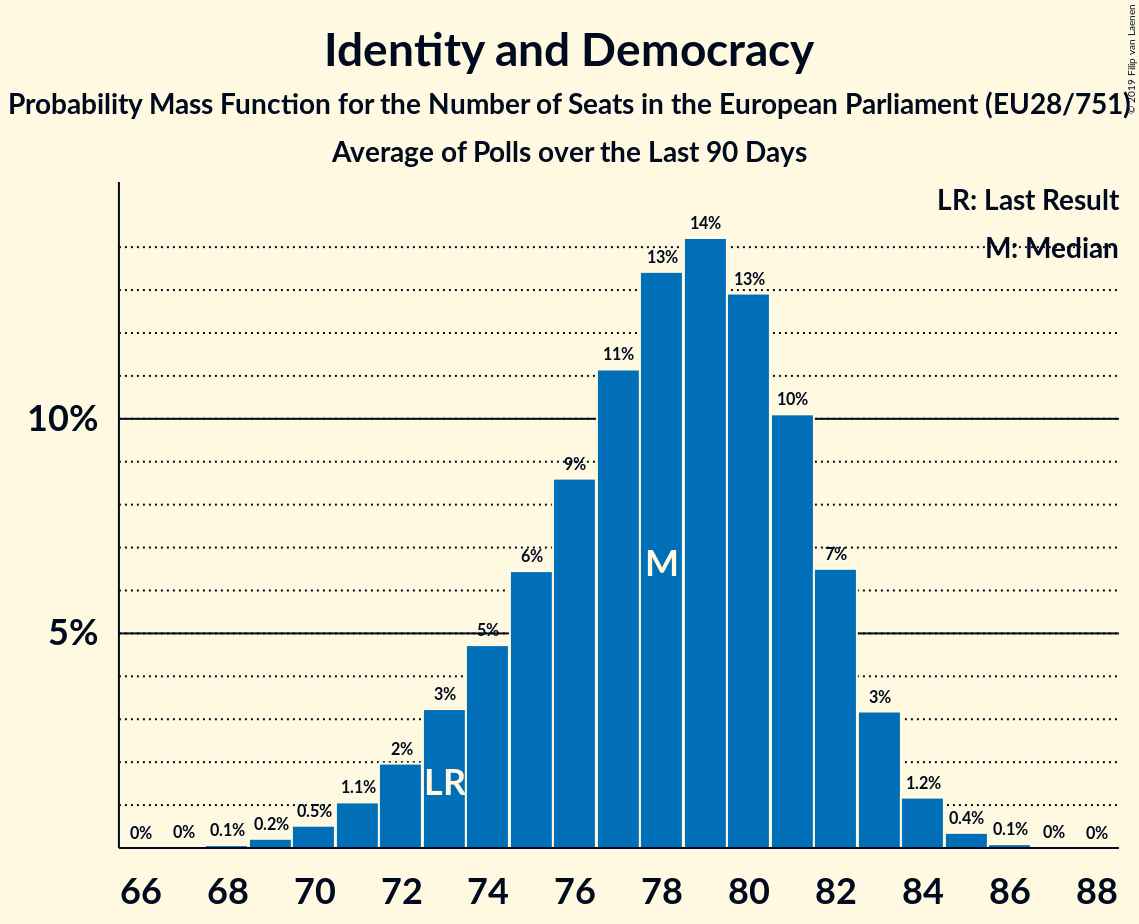 Identity and Democracy
Probability Mass Function for the Number of Seats in the European Parliament (EU28/751)
Average of Polls over the Last 90 Days
© 2019 Filip van Laenen
LR: Last Result
M: Median
14%
13%
13%
11%
10%
10%
9%
7%
6%
M
5%
5%
3%
3%
2%
LR
1.1%
1.2%
0.5%
0.4%
0.2%
0.1%
0.1%
0%
0%
0%
0%
66 68 70 72 74 76 78 80 82 84 86 88